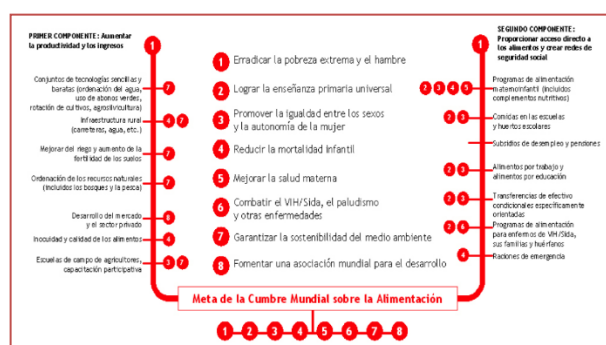 PRIMER COMPONENTE: Aumentar
la productividad y los ingresos
1
Conjuntos de tecnologías sencillas y
baratas (ordenación del agua,
uso de abonos verdes,
rotación de cultivos, agrosilvicultura)
7
Infraestructura rural
(carreteras, agua, etc.)
4 7
Mejorar del riego y aumento de la
fertilidad de los suelos
7
Ordenación de los recursos naturales
(incluidos los bosques y la pesca)
7
Desarrollo del mercado
y el sector privado
8
Inocuidad y calidad de los alimentos
4
Escuelas de campo de agricultores,
capacitación participativa
3 7
1 Erradicar la pobreza extrema y el hambre
2 Lograr la enseñanza primaria universal
3 Promover la igualdad entre los sexos
y la autonomía de la mujer
4 Reducir la mortalidad infantil
5 Mejorar la salud materna
6 Combatir el VIH/Sida, el paludismo
y otras enfermedades
7 Garantizar la sostenibilidad del medio ambiente
8 Fomentar una asociación mundial para el desarrollo
SEGUNDO COMPONENTE:
Proporcionar acceso directo a
los alimentos y crear redes de
seguridad social
1
2 3 4 5
Programas de alimentación
maternoinfantil (incluidos
complementos nutritivos)
2 3
Comidas en las escuelas
y huertos escolares
Subsidios de desempleo y pensiones
2 3
Alimentos por trabajo y
alimentos por educación
2 3
Transferencias de efectivo
condicionales específicamente
orientadas
2 6
Programas de alimentación
para enfermos de VIH/Sida,
sus familias y huérfanos
4
Raciones de emergencia
Meta de la Cumbre Mundial sobre la Alimentación
1 2 3 4 5 6 7 8